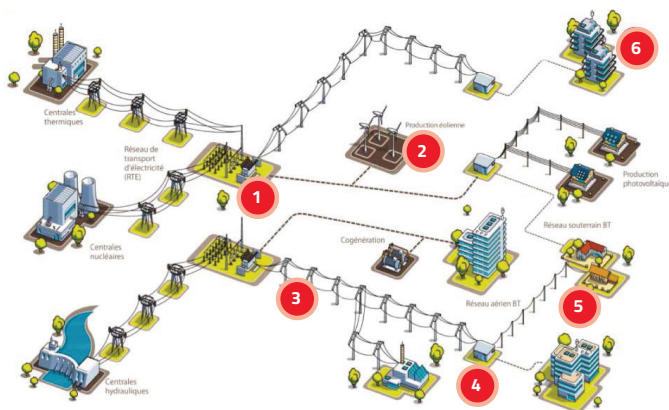 6
Centrales
thermiques
Production éolienne
2
Réseau de
transport
d'électricité
(RTE)
1
Production
photovoltaïque
Centrales
nucléaires
Cogénération
Réseau souterrain BT
3
Réseau aérien BT
5
4
Centrales
hydrauliques